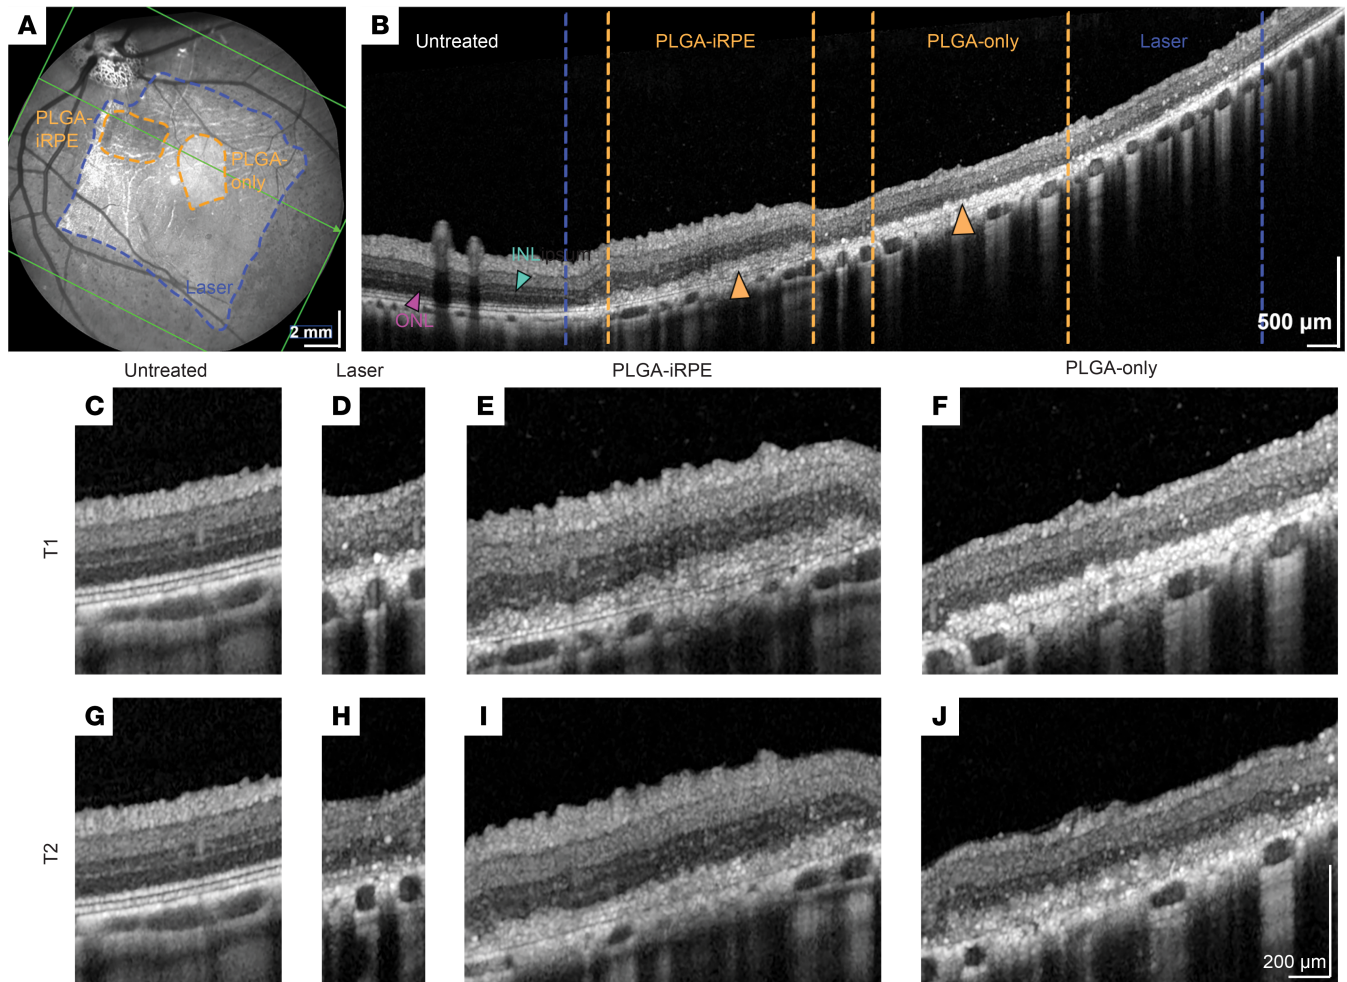 A
PLGA-
iRPE
PLGA-
only
Laser
2 mm
B
Untreated
PLGA-iRPE
PLGA-only
Laser
INLipsum
ONL
500 µm
Untreated
Laser
PLGA-iRPE
PLGA-only
T1
C
D
E
F
T2
G
H
I
J
200 µm